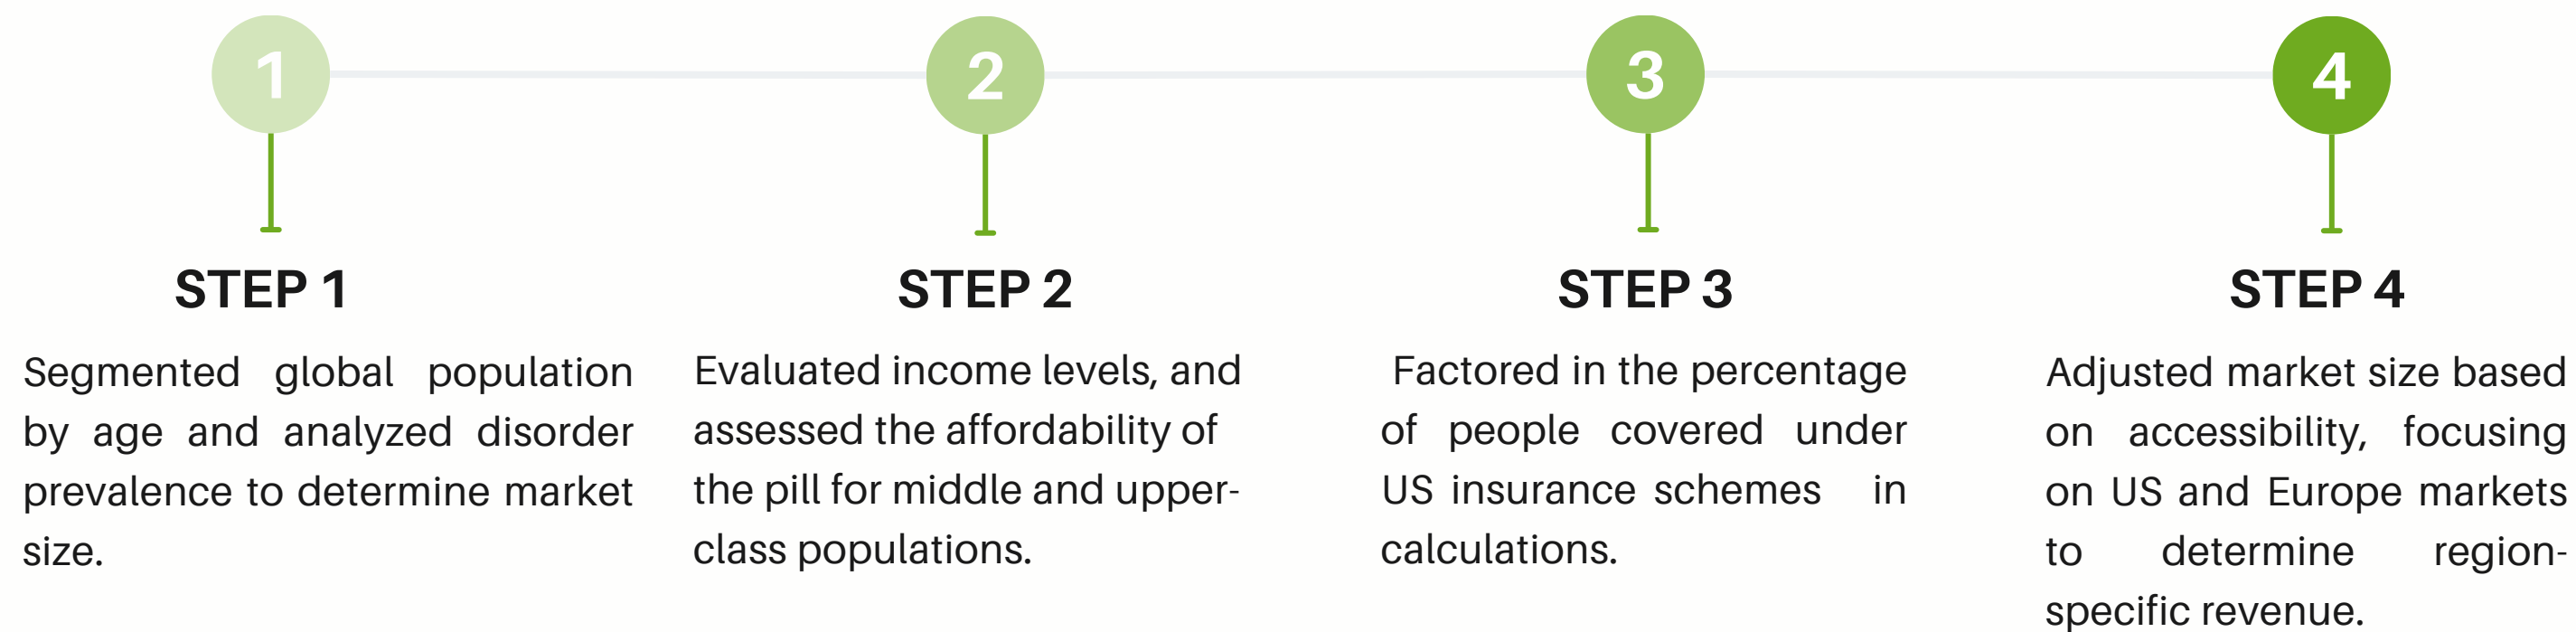 1
2
3
4
STEP 1
Segmented global population
by age and analyzed disorder
prevalence to determine market
size.
STEP 2
Evaluated income levels, and
assessed the affordability of
the pill for middle and upper-
class populations.
STEP 3
Factored in the percentage
of people covered under
US insurance schemes in
calculations.
STEP 4
Adjusted market size based
on accessibility, focusing
on US and Europe markets
to determine region-
specific revenue.